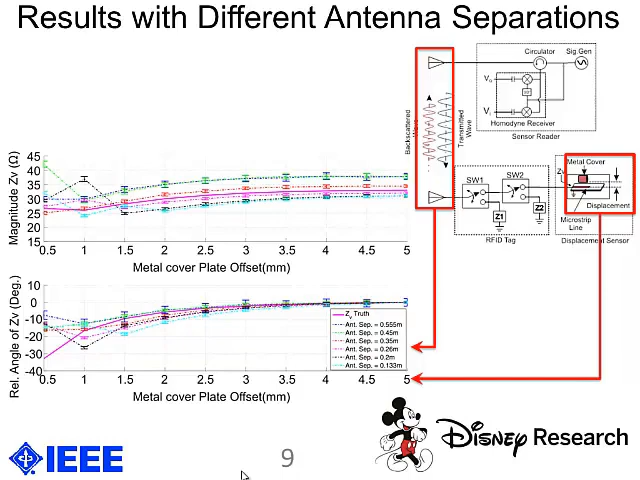 Results with Different Antenna Separations
Circulator
Sig.Gen
Homodyne Receiver
Sensor Reader
Backscattered
Wave
Transmitted
Wave
SW1
SW2
Z1
Z2
RFID Tag
Zv
Metal Cover
Displacement
Microstrip
Line
Displacement Sensor
Magnitude Zv (Ω)
45
40
35
30
25
20
15
0.5 1 1.5 2 2.5 3 3.5 4 4.5 5
Metal cover Plate Offset(mm)
Rel. Angle of Zv (Deg.)
10
0
-10
-20
-30
-40
0.5 1 1.5 2 2.5 3 3.5 4 4.5 5
Metal cover Plate Offset(mm)
Ant. Sep. = 0.555m
Ant. Sep. = 0.45m
Ant. Sep. = 0.35m
Ant. Sep. = 0.26m
Ant. Sep. = 0.2m
Ant. Sep. = 0.133m
IEEE
9
Disney Research